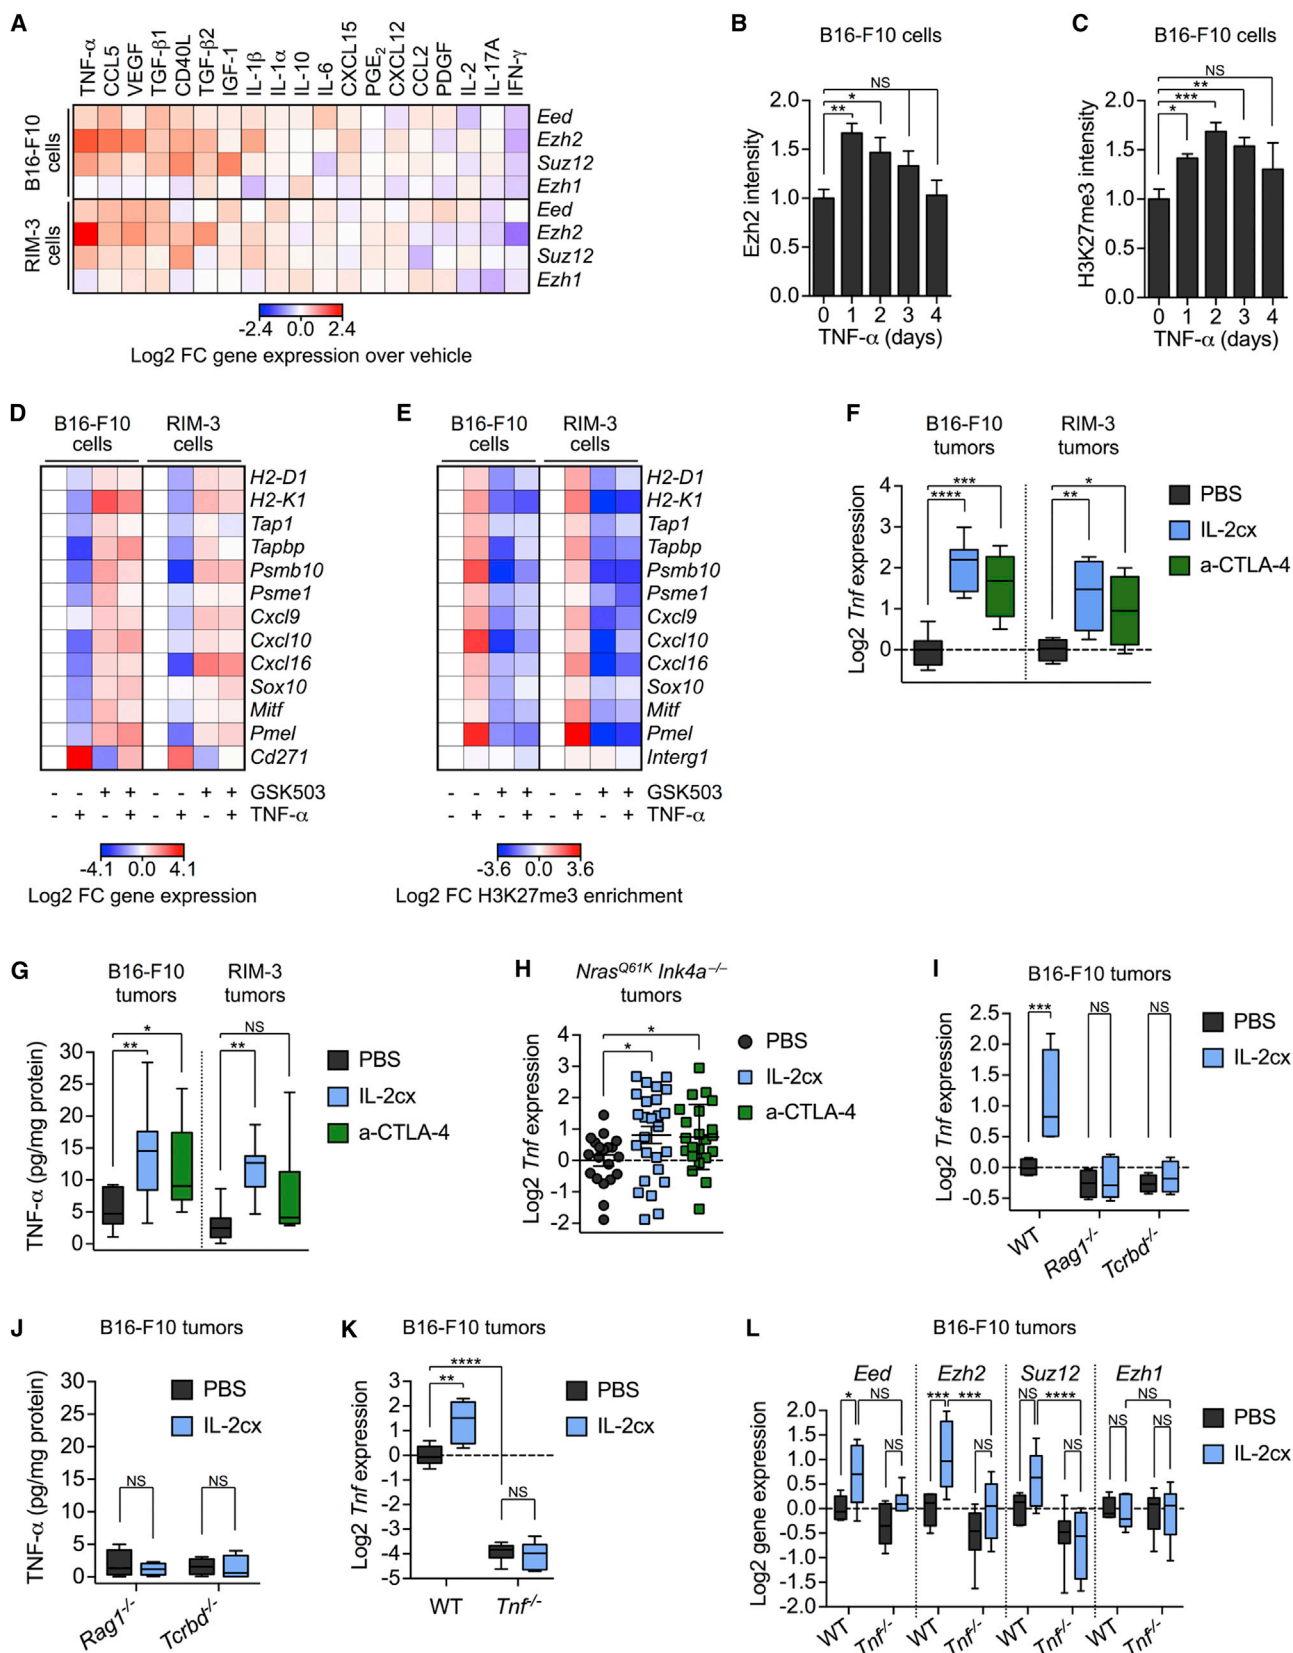 A
TNF-α
CCL5
VEGF
TGF-β1
CD40L
TGF-β2
IGF-1
IL-1β
IL-1α
IL-10
IL-6
CXCL15
PGE2
CXCL12
CCL2
PDGF
IL-2
IL-17A
IFN-γ
B16-F10 cells
Eed
Ezh2
Suz12
Ezh1
RIM-3 cells
Eed
Ezh2
Suz12
Ezh1
-2.4 0.0 2.4
Log2 FC gene expression over vehicle
B
B16-F10 cells
NS
*
**
Ezh2 intensity
2.0
1.5
1.0
0.5
0.0
0 1 2 3 4
TNF-α (days)
C
B16-F10 cells
NS
**
***
*
H3K27me3 intensity
2.0
1.5
1.0
0.5
0.0
0 1 2 3 4
TNF-α (days)
D
B16-F10 cells
RIM-3 cells
H2-D1
H2-K1
Tap1
Tapbp
Psmb10
Psme1
Cxcl9
Cxcl10
Cxcl16
Sox10
Mitf
Pmel
Cd271
- - + + - - + + GSK503
- + - + - + - + TNF-α
-4.1 0.0 4.1
Log2 FC gene expression
E
B16-F10 cells
RIM-3 cells
H2-D1
H2-K1
Tap1
Tapbp
Psmb10
Psme1
Cxcl9
Cxcl10
Cxcl16
Sox10
Mitf
Pmel
Interg1
- - + + - - + + GSK503
- + - + - + - + TNF-α
-3.6 0.0 3.6
Log2 FC H3K27me3 enrichment
F
B16-F10 tumors
RIM-3 tumors
*** *
**** **
Log2 Tnf expression
4
3
2
1
0
PBS
IL-2cx
a-CTLA-4
G
B16-F10 tumors
RIM-3 tumors
* NS
** **
TNF-α (pg/mg protein)
30
25
20
15
10
5
0
PBS
IL-2cx
a-CTLA-4
H
NrasQ61K Ink4a−/−
tumors
*
*
Log2 Tnf expression
4
3
2
1
0
-1
-2
PBS
IL-2cx
a-CTLA-4
I
B16-F10 tumors
*** NS NS
Log2 Tnf expression
2.5
2.0
1.5
1.0
0.5
0.0
-0.5
WT Rag1-/- Tcrbd-/-
PBS
IL-2cx
J
B16-F10 tumors
TNF-α (pg/mg protein)
30
25
20
15
10
5
0
NS NS
Rag1-/- Tcrbd-/-
PBS
IL-2cx
K
B16-F10 tumors
****
**
NS
Log2 Tnf expression
3
2
1
0
-1
-2
-3
-4
-5
WT Tnf-/-
PBS
IL-2cx
L
B16-F10 tumors
Eed Ezh2 Suz12 Ezh1
* NS *** *** NS **** NS
NS NS NS NS NS
Log2 gene expression
2.0
1.5
1.0
0.5
0.0
-0.5
-1.0
-1.5
-2.0
WT Tnf-/- WT Tnf-/- WT Tnf-/- WT Tnf-/-
PBS
IL-2cx